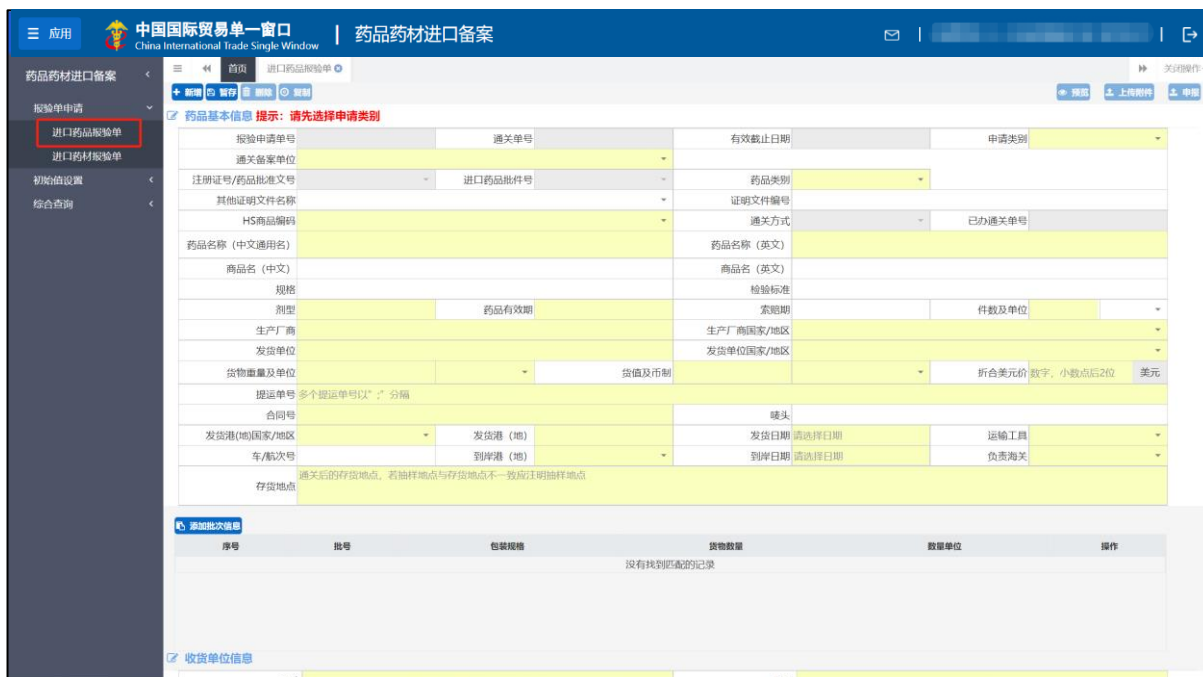 应用 中国国际贸易单一窗口 药品药材进口备案
China International Trade Single Window
药品药材进口备案 首页 进口药品报验单 关闭操作
新增 暂存 删除 复制 预览 上传附件 申报
报验单申请
药品基本信息 提示：请先选择申请类别
进口药品报验单
进口药材报验单
初始值设置
综合查询
报验申请单号 通关单号 有效截止日期 申请类别
通关备案单位
注册证号/药品批准文号 进口药品批件号 药品类别
其他证明文件名称 证明文件编号
HS商品编码 通关方式 已办通关单号
药品名称（中文通用名） 药品名称（英文）
商品名（中文） 商品名（英文）
规格 检验标准
剂型 药品有效期 索赔期 件数及单位
生产厂商 生产厂商国家/地区
发货单位 发货单位国家/地区
货物重量及单位 货值及币制 折合美元价 数字，小数点后2位 美元
提运单号 多个提运单号以“;”分隔
合同号 唛头
发货港(地)国家/地区 发货港（地） 发货日期 请选择日期 运输工具
车/航次号 到岸港（地） 到岸日期 请选择日期 负责海关
存货地点 通关后的存货地点，若抽样地点与存货地点不一致应注明抽样地点
添加批次信息
序号 批号 包装规格 货物数量 数量单位 操作
没有找到匹配的记录
收货单位信息